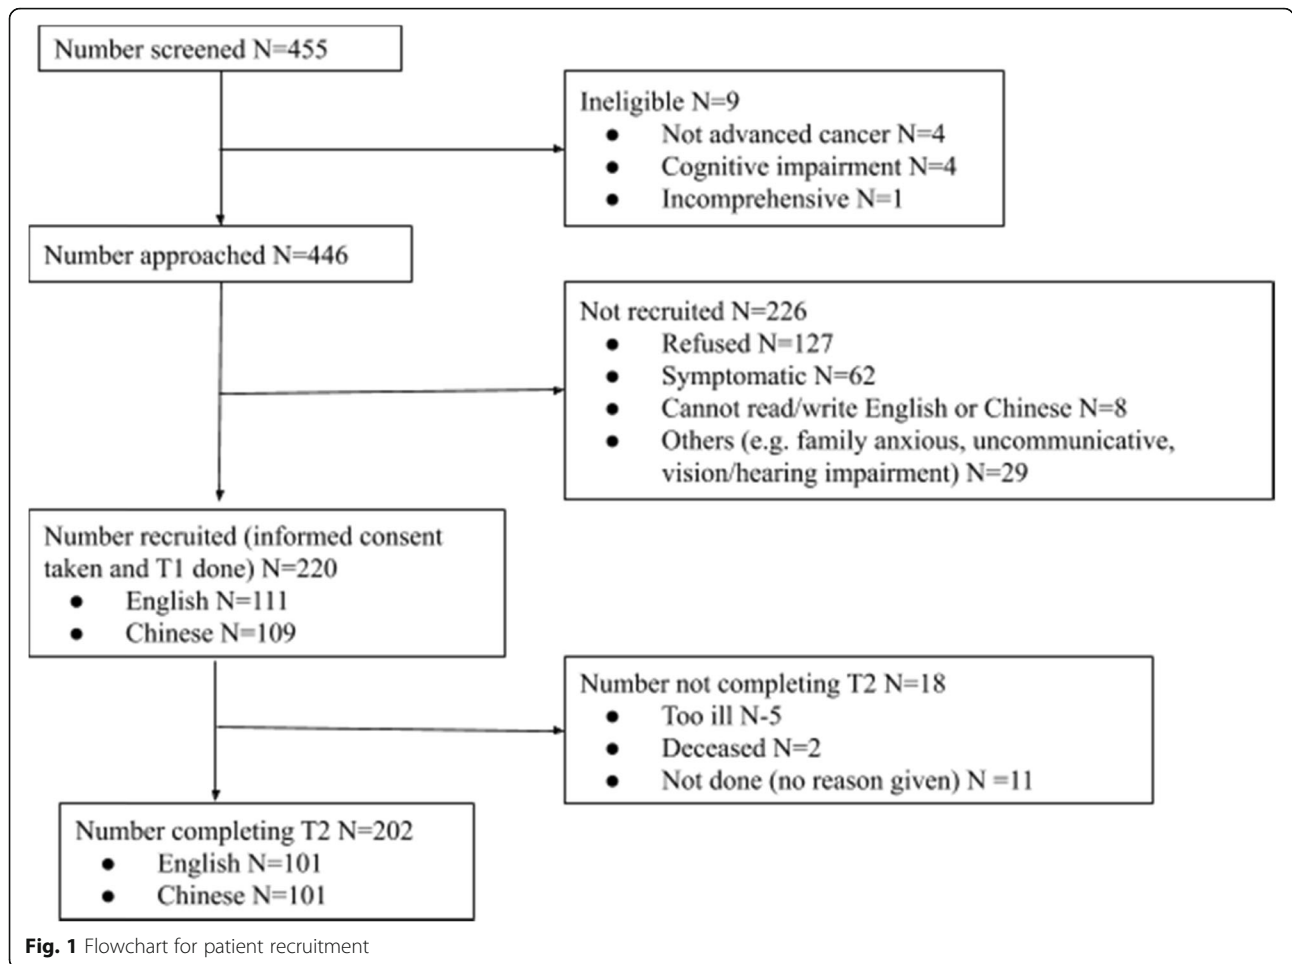 Number screened N=455
Ineligible N=9
● Not advanced cancer N=4
● Cognitive impairment N=4
● Incomprehensive N=1
Number approached N=446
Not recruited N=226
● Refused N=127
● Symptomatic N=62
● Cannot read/write English or Chinese N=8
● Others (e.g. family anxious, uncommunicative,
vision/hearing impairment) N=29
Number recruited (informed consent
taken and T1 done) N=220
● English N=111
● Chinese N=109
Number not completing T2 N=18
● Too ill N-5
● Deceased N=2
● Not done (no reason given) N =11
Number completing T2 N=202
● English N=101
● Chinese N=101
Fig. 1 Flowchart for patient recruitment